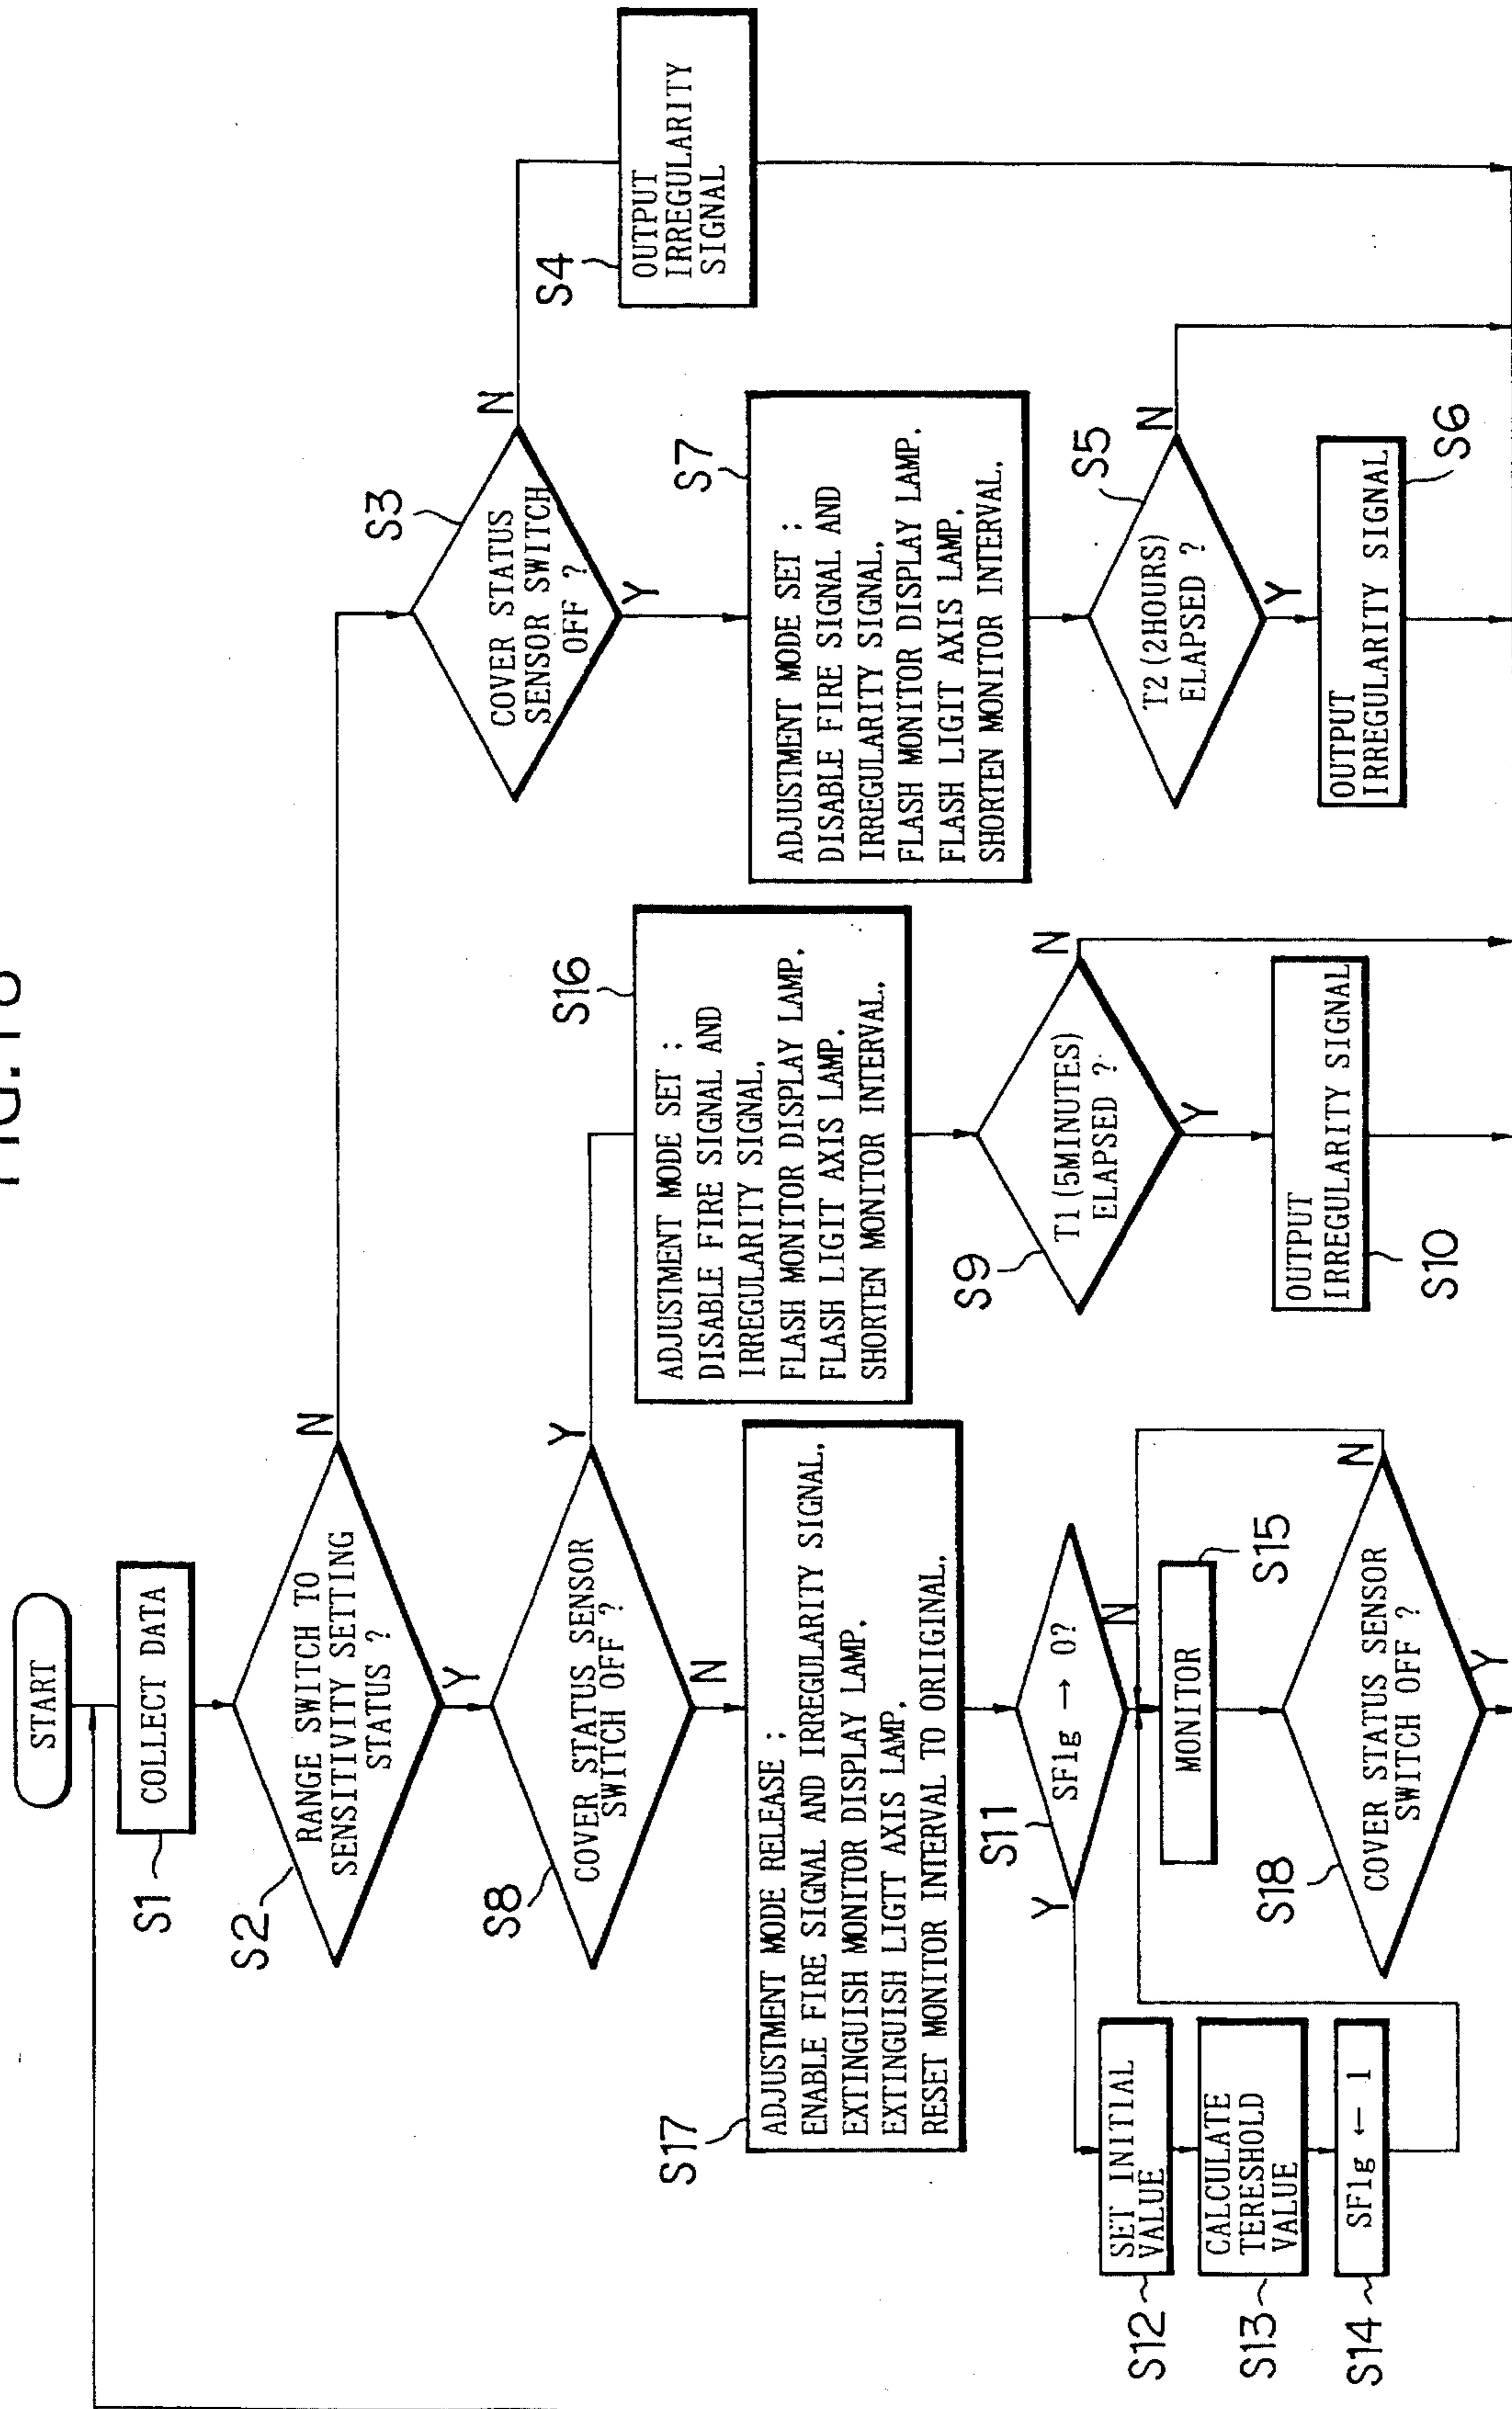 START
S1
COLLECT DATA
S2
RANGE SWITCH TO
SENSITIVITY SETTING
STATUS ?
N
Y
S3
COVER STATUS
SENSOR SWITCH
OFF ?
N
Y
S4
OUTPUT
IRREGULARITY
SIGNAL
S7
ADJUSTMENT MODE SET ;
DISABLE FIRE SIGNAL AND
IRREGULARITY SIGNAL,
FLASH MONITOR DISPLAY LAMP,
FLASH LIGIT AXIS LAMP,
SHORTEN MONITOR INTERVAL,
S5
T2 (2HOURS)
ELAPSED ?
N
Y
OUTPUT
IRREGULARITY SIGNAL
S6
S8
COVER STATUS SENSOR
SWITCH OFF ?
Y
N
S16
ADJUSTMENT MODE SET ;
DISABLE FIRE SIGNAL AND
IRREGULARITY SIGNAL,
FLASH MONITOR DISPLAY LAMP,
FLASH LIGIT AXIS LAMP,
SHORTEN MONITOR INTERVAL,
S9
T1 (5MINUTES)
ELAPSED ?
N
Y
OUTPUT
IRREGULARITY SIGNAL
S10
S17
ADJUSTMENT MODE RELEASE ;
ENABLE FIRE SIGNAL AND IRREGULARITY SIGNAL,
EXTINGUISH MONITOR DISPLAY LAMP,
EXTINGUISH LIGTT AXIS LAMP,
RESET MONITOR INTERVAL TO ORIIGINAL,
S11
SFlg → 0?
Y
N
S12
SET INITIAL
VALUE
S13
CALCULATE
TERESHOLD
VALUE
S14
SFlg ← 1
MONITOR
S15
S18
COVER STATUS SENSOR
SWITCH OFF ?
N
Y